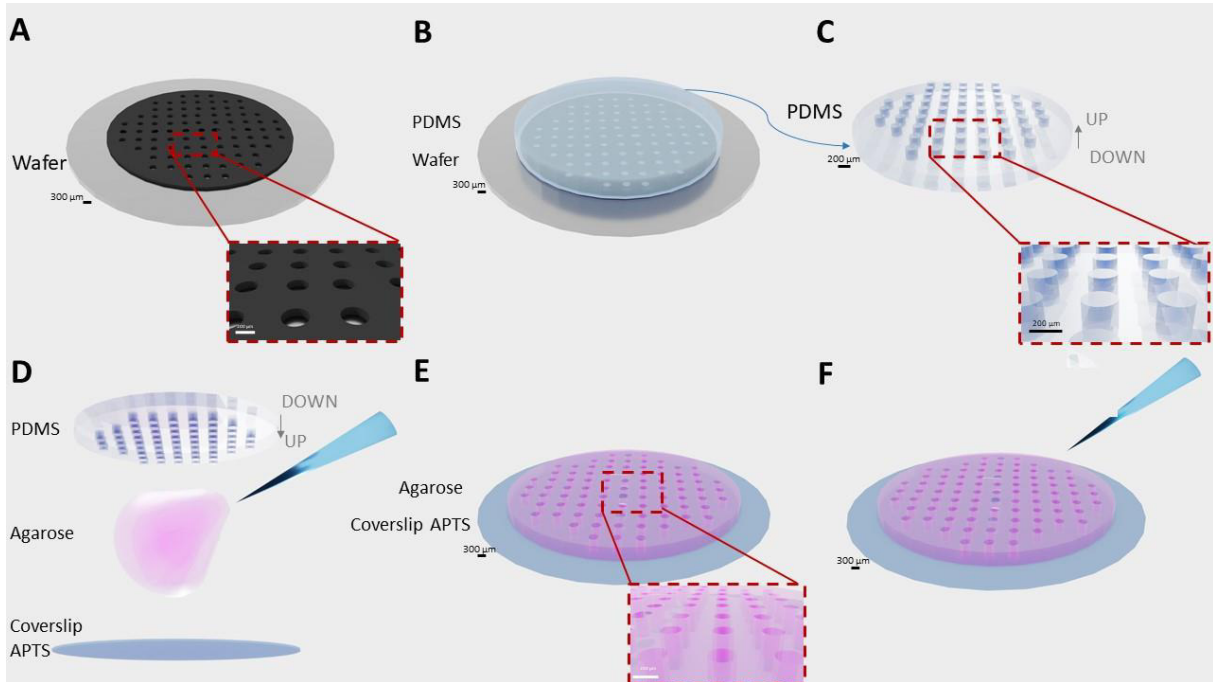 A
300 µm
Wafer
B
PDMS
Wafer
300 µm
C
PDMS
UP
DOWN
200 µm
200 µm
D
PDMS
DOWN
UP
Agarose
Coverslip
APTS
E
Agarose
Coverslip APTS
300 µm
F
300 µm